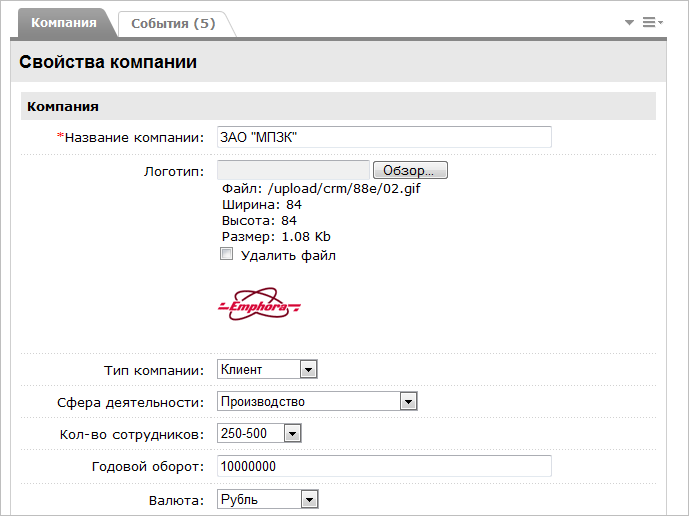 Компания События (5)
Свойства компании
Компания
*Название компании: ЗАО "МПЗК"
Логотип: Обзор...
Файл: /upload/crm/88e/02.gif
Ширина: 84
Высота: 84
Размер: 1.08 Kb
Удалить файл
Emphora
Тип компании: Клиент
Сфера деятельности: Производство
Кол-во сотрудников: 250-500
Годовой оборот: 10000000
Валюта: Рубль